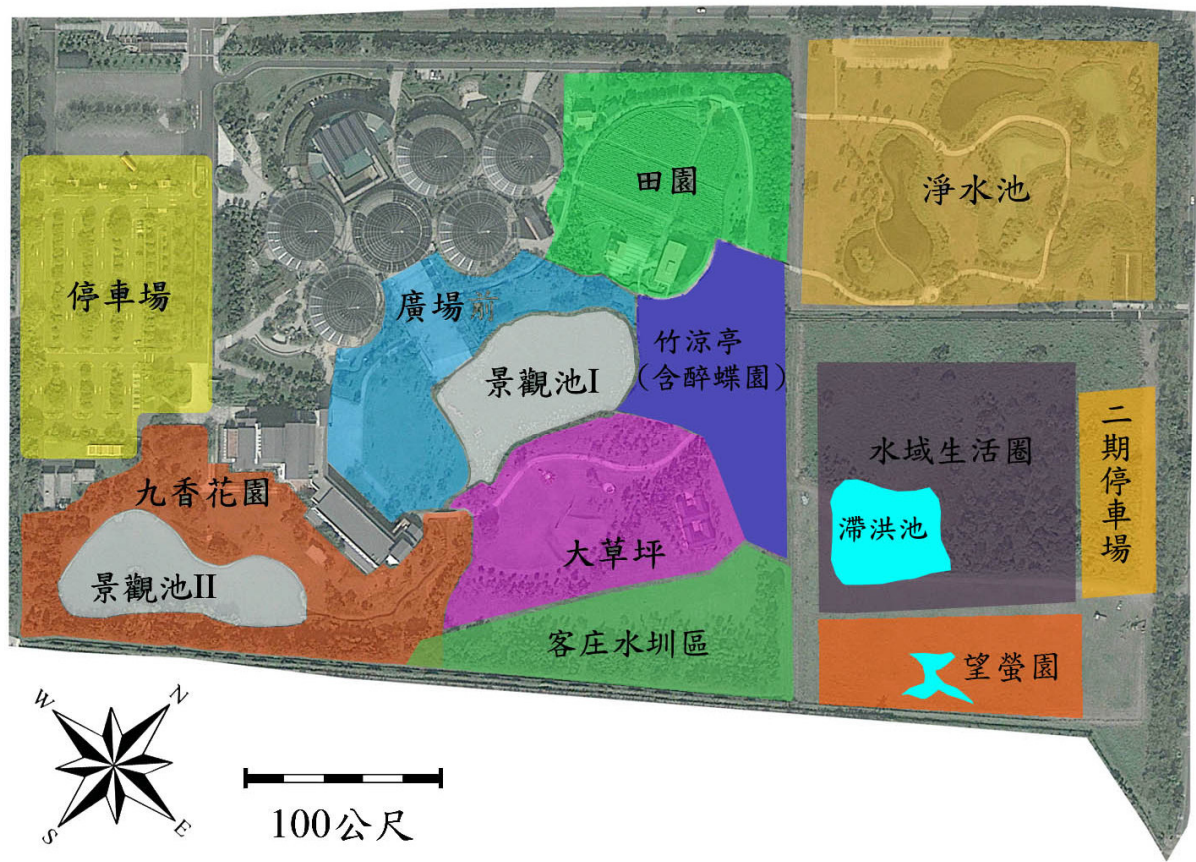 田園
淨水池
停車場
廣場前
竹涼亭
(含醉蝶園)
景觀池I
水域生活圈
二期停車場
九香花園
滯洪池
大草坪
景觀池II
客庄水圳區
望螢園
W
N
S
E
100公尺